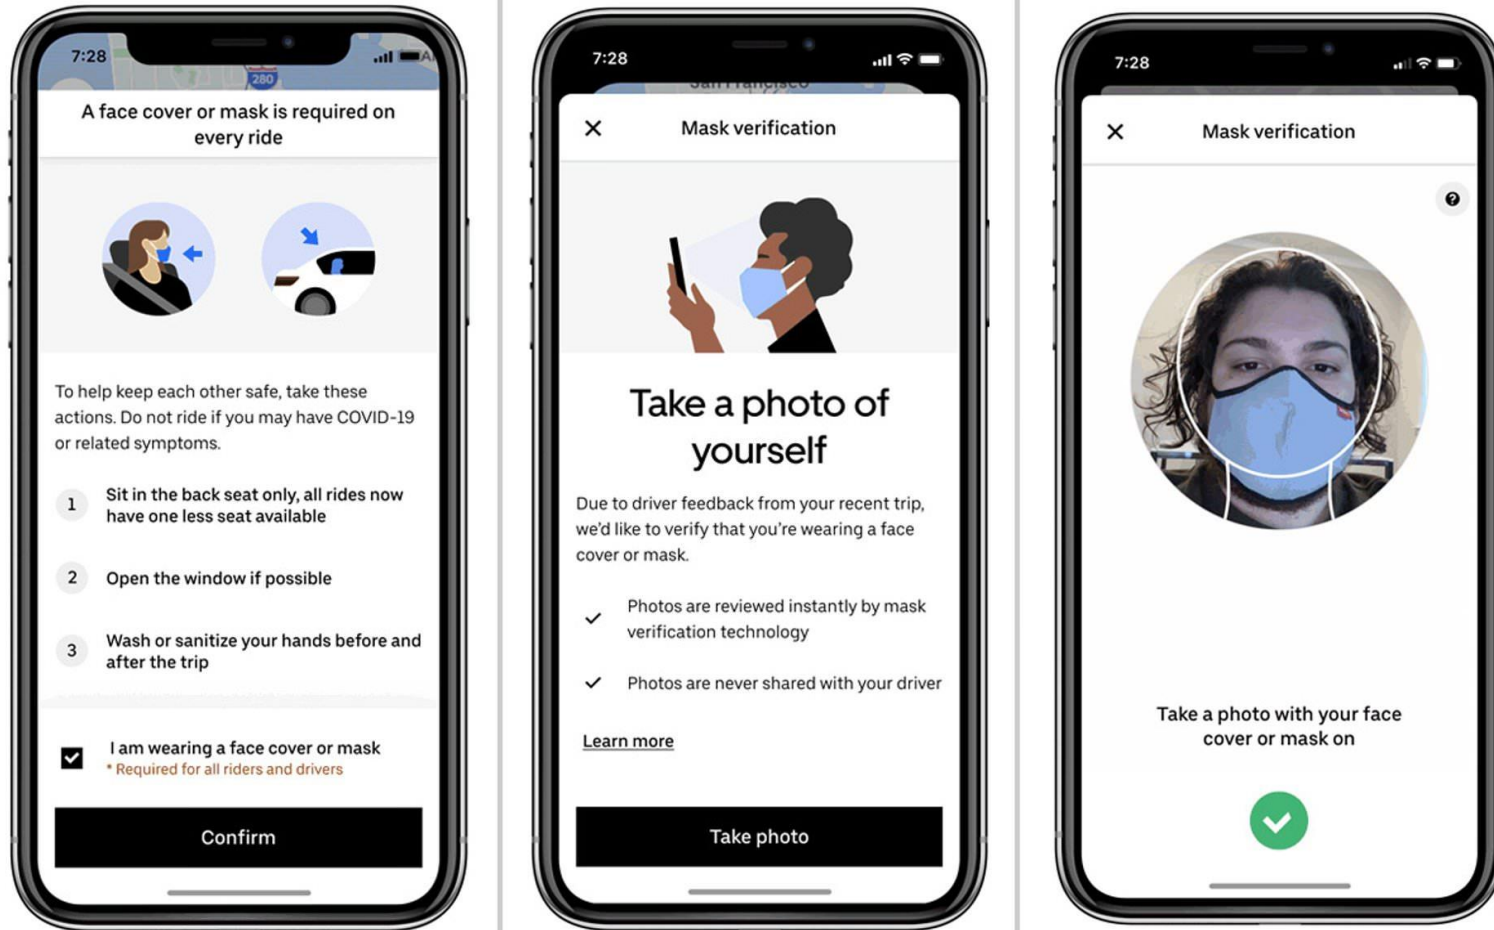 7:28
280
A face cover or mask is required on
every ride
To help keep each other safe, take these
actions. Do not ride if you may have COVID-19
or related symptoms.
1 Sit in the back seat only, all rides now
have one less seat available
2 Open the window if possible
3 Wash or sanitize your hands before and
after the trip
I am wearing a face cover or mask
* Required for all riders and drivers
Confirm
7:28
San Francisco
Mask verification
Take a photo of
yourself
Due to driver feedback from your recent trip,
we'd like to verify that you're wearing a face
cover or mask.
Photos are reviewed instantly by mask
verification technology
Photos are never shared with your driver
Learn more
Take photo
7:28
Mask verification
?
Take a photo with your face
cover or mask on